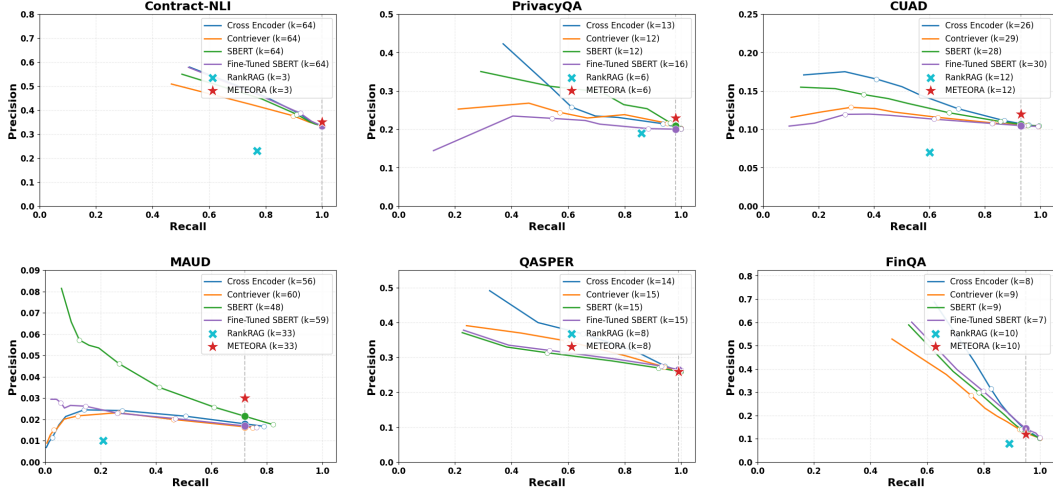 Contract-NLI
Precision
0.8
0.7
0.6
0.5
0.4
0.3
0.2
0.1
0.0
Cross Encoder (k=64)
Contriever (k=64)
SBERT (k=64)
Fine-Tuned SBERT (k=64)
RankRAG (k=3)
METEORA (k=3)
0.0 0.2 0.4 0.6 0.8 1.0
Recall
PrivacyQA
Precision
0.5
0.4
0.3
0.2
0.1
0.0
Cross Encoder (k=13)
Contriever (k=12)
SBERT (k=12)
Fine-Tuned SBERT (k=16)
RankRAG (k=6)
METEORA (k=6)
0.0 0.2 0.4 0.6 0.8 1.0
Recall
CUAD
Precision
0.25
0.20
0.15
0.10
0.05
0.00
Cross Encoder (k=26)
Contriever (k=29)
SBERT (k=28)
Fine-Tuned SBERT (k=30)
RankRAG (k=12)
METEORA (k=12)
0.0 0.2 0.4 0.6 0.8 1.0
Recall
MAUD
Precision
0.09
0.08
0.07
0.06
0.05
0.04
0.03
0.02
0.01
0.00
Cross Encoder (k=56)
Contriever (k=60)
SBERT (k=48)
Fine-Tuned SBERT (k=59)
RankRAG (k=33)
METEORA (k=33)
0.0 0.2 0.4 0.6 0.8 1.0
Recall
QASPER
Precision
0.5
0.4
0.3
0.2
0.1
0.0
Cross Encoder (k=14)
Contriever (k=15)
SBERT (k=15)
Fine-Tuned SBERT (k=15)
RankRAG (k=8)
METEORA (k=8)
0.0 0.2 0.4 0.6 0.8 1.0
Recall
FinQA
Precision
0.8
0.7
0.6
0.5
0.4
0.3
0.2
0.1
0.0
Cross Encoder (k=8)
Contriever (k=9)
SBERT (k=9)
Fine-Tuned SBERT (k=7)
RankRAG (k=10)
METEORA (k=10)
0.0 0.2 0.4 0.6 0.8 1.0
Recall